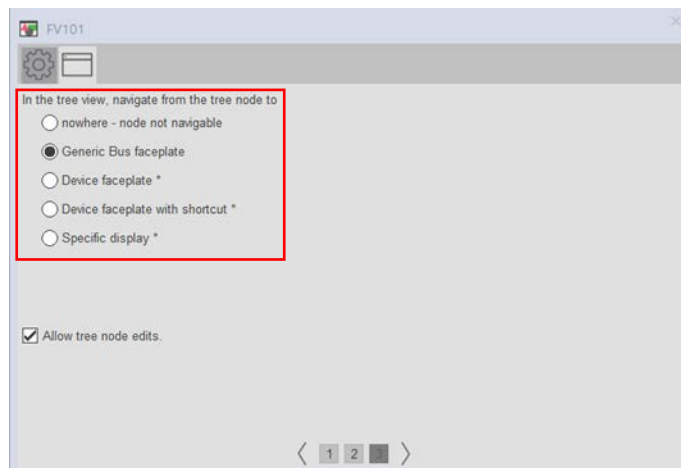 FV101
In the tree view, navigate from the tree node to
nowhere - node not navigable
Generic Bus faceplate
Device faceplate *
Device faceplate with shortcut *
Specific display *
Allow tree node edits.
1 2 3